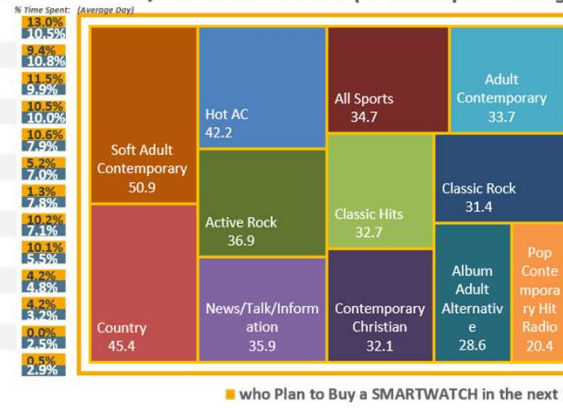 % Time Spent: (Average Day)
13.0%
10.5%
9.4%
10.8%
11.5%
9.9%
10.5%
10.0%
10.6%
7.9%
5.2%
7.0%
1.3%
7.8%
10.2%
7.1%
10.1%
5.5%
4.2%
4.8%
4.2%
3.2%
0.0%
2.5%
0.5%
2.9%
Soft Adult
Contemporary
50.9
Country
45.4
Hot AC
42.2
Active Rock
36.9
News/Talk/Inform
ation
35.9
All Sports
34.7
Adult
Contemporary
33.7
Classic Hits
32.7
Contemporary
Christian
32.1
Classic Rock
31.4
Album
Adult
Alternativ
e
28.6
Pop
Conte
mpora
ry Hit
Radio
20.4
who Plan to Buy a SMARTWATCH in the next